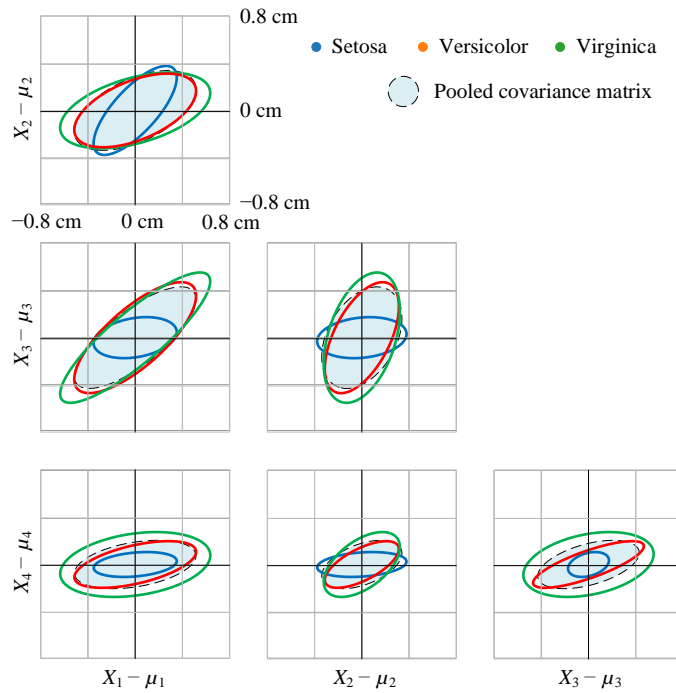 0.8 cm
Setosa
Versicolor
Virginica
Pooled covariance matrix
X₂ − μ₂
0 cm
−0.8 cm
−0.8 cm
0 cm
0.8 cm
X₃ − μ₃
X₄ − μ₄
X₁ − μ₁
X₂ − μ₂
X₃ − μ₃